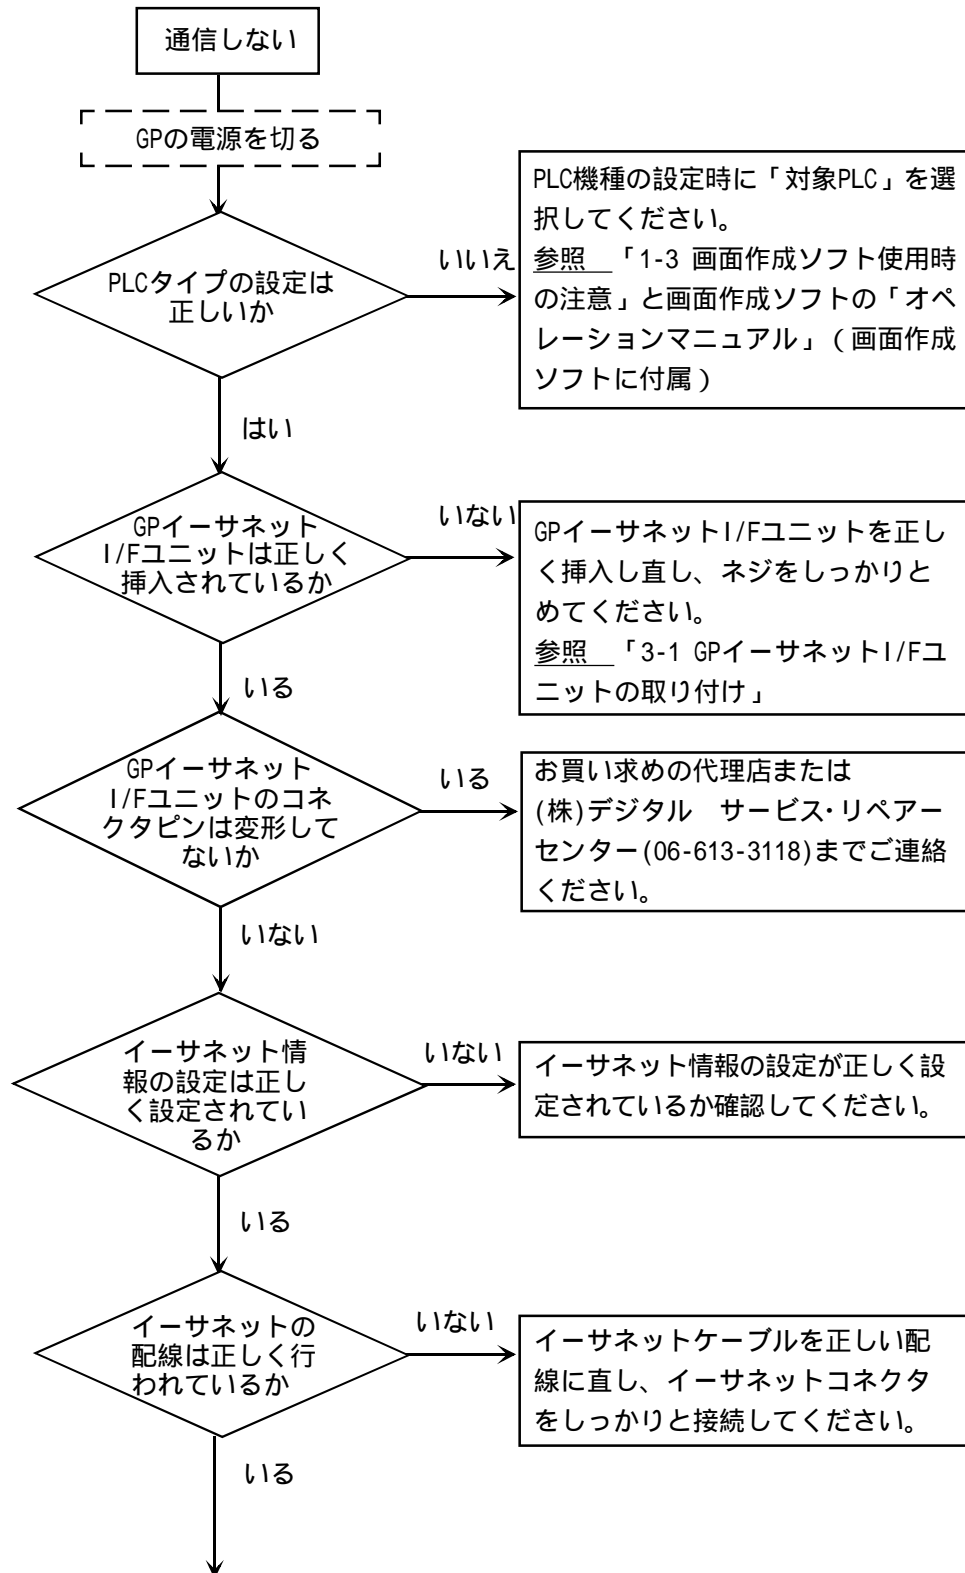 通信しない
GPの電源を切る
PLCタイプの設定は
正しいか
いいえ
PLC機種の設定時に「対象PLC」を選
択してください。
参照　「1-3 画面作成ソフト使用時
の注意」と画面作成ソフトの「オペ
レーションマニュアル」(画面作成
ソフトに付属)
はい
GPイーサネット
I/Fユニットは正しく
挿入されているか
いない
GPイーサネットI/Fユニットを正し
く挿入し直し、ネジをしっかりと
めてください。
参照　「3-1 GPイーサネットI/Fユ
ニットの取り付け」
いる
GPイーサネット
I/Fユニットのコネ
クタピンは変形して
ないか
いる
お買い求めの代理店または
(株)デジタル　サービス・リペアー
センター(06-613-3118)までご連絡
ください。
いない
イーサネット情
報の設定は正し
く設定されてい
るか
いない
イーサネット情報の設定が正しく設
定されているか確認してください。
いる
イーサネットの
配線は正しく行
われているか
いない
イーサネットケーブルを正しい配
線に直し、イーサネットコネクタ
をしっかりと接続してください。
いる